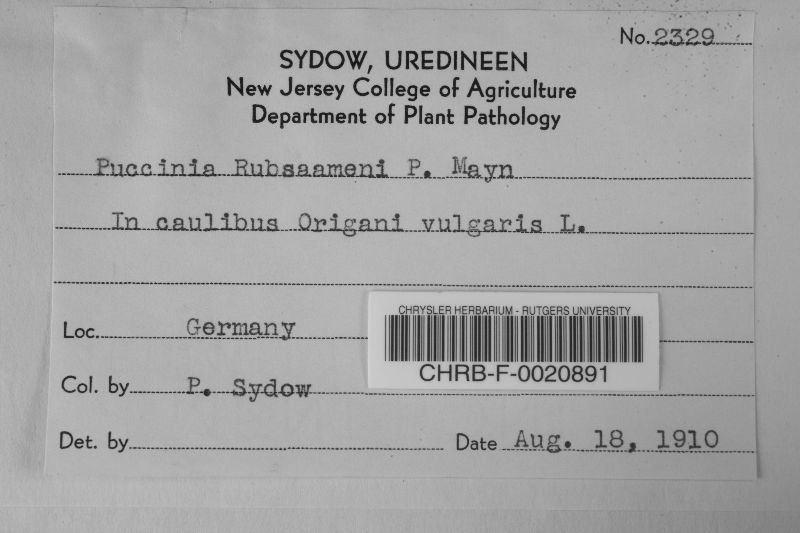 No. 2329
SYDOW, UREDINEEN
New Jersey College of Agriculture
Department of Plant Pathology
Puccinia Rubsaameni P. Mayn
In caulibus Origani vulgaris L.
CHRYSLER HERBARIUM - RUTGERS UNIVERSITY
Loc. Germany
CHRB-F-0020891
Col. by P. Sydow
Det. by
Date Aug. 18, 1910